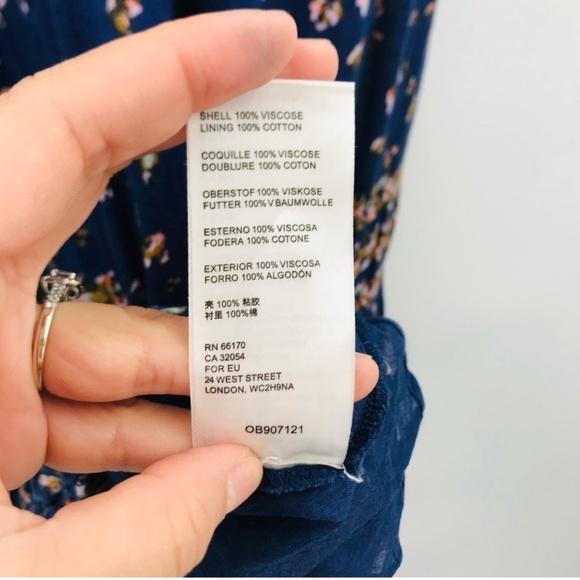 SHELL 100% VISCOSE
LINING 100% COTTON
COQUILLE 100% VISCOSE
DOUBLURE 100% COTON
OBERSTOF 100% VISKOSE
FUTTER 100% VBAUMWOLLE
ESTERNO 100% VISCOSA
FODERA 100% COTONE
EXTERIOR 100% VISCOSA
FORRO 100% ALGODÓN
壳 100% 粘胶
衬里 100%棉
RN 66170
CA 32054
FOR EU
24 WEST STREET
LONDON, WC2H9NA
OB907121